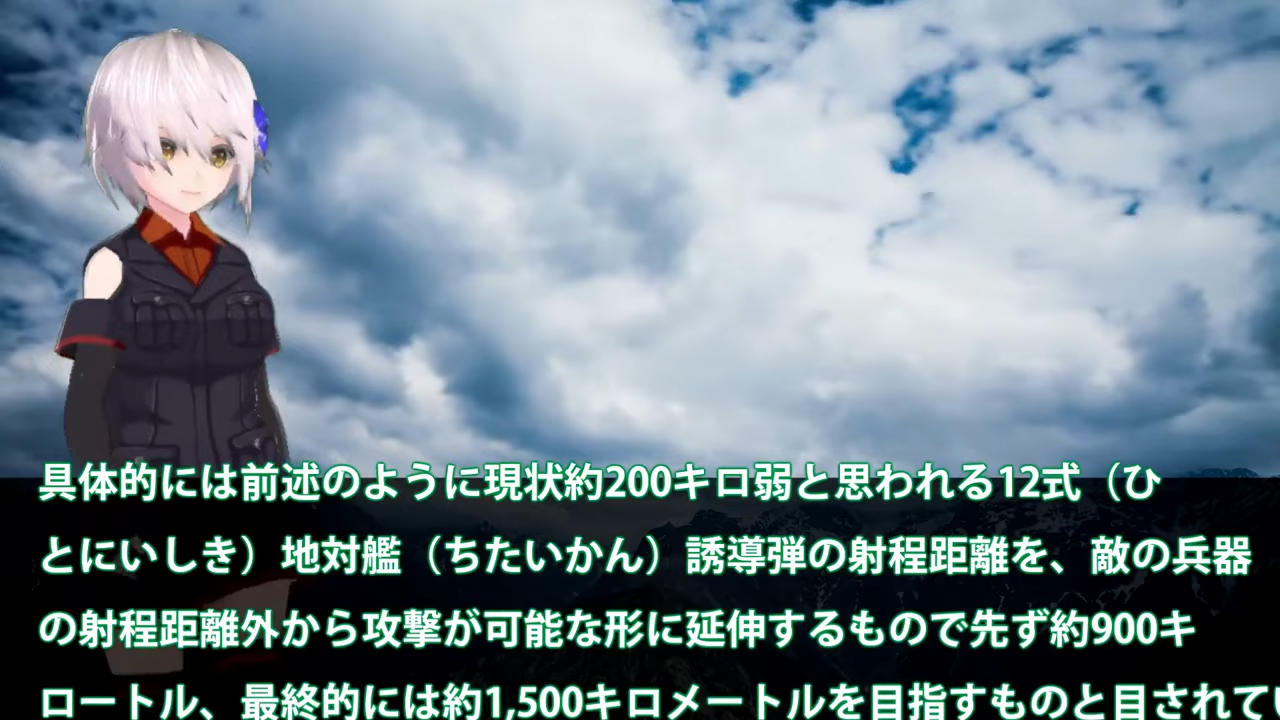 具体的には前述のように現状約200キロ弱と思われる12式（ひ
とにいしき）地対艦（ちたいかん）誘導弾の射程距離を、敵の兵器
の射程距離外から攻撃が可能な形に延伸するもので先ず約900キ
ロートル、最終的には約1,500キロメートルを目指すものと目されてい